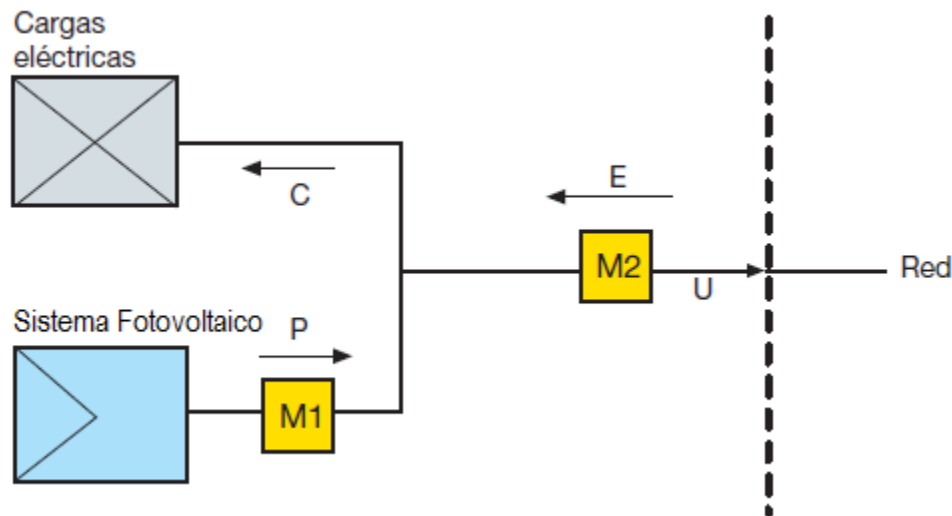 Cargas
eléctricas
C
E
M2
U
Red
Sistema Fotovoltaico
P
M1